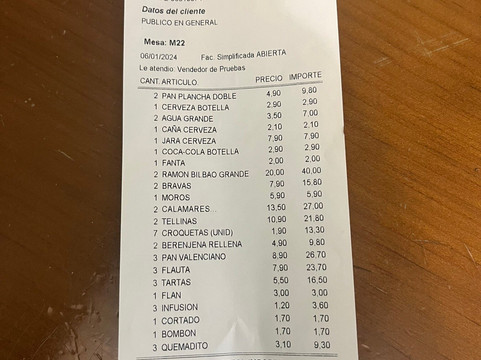 Datos del cliente
PUBLICO EN GENERAL
Mesa: M22
06/01/2024 Fac. Simplificada ABIERTA
Le atendio: Vendedor de Pruebas
CANT. ARTICULO. PRECIO IMPORTE
2 PAN PLANCHA DOBLE 4,90 9,80
1 CERVEZA BOTELLA 2,90 2,90
2 AGUA GRANDE 3,50 7,00
1 CAÑA CERVEZA 2,10 2,10
1 JARA CERVEZA 7,90 7,90
1 COCA-COLA BOTELLA 2,90 2,90
1 FANTA 2,00 2,00
2 RAMON BILBAO GRANDE 20,00 40,00
2 BRAVAS 7,90 15,80
1 MOROS 5,90 5,90
2 CALAMARES... 13,50 27,00
2 TELLINAS 10,90 21,80
7 CROQUETAS (UNID) 1,90 13,30
2 BERENJENA RELLENA 4,90 9,80
3 PAN VALENCIANO 8,90 26,70
3 FLAUTA 7,90 23,70
3 TARTAS 5,50 16,50
1 FLAN 3,00 3,00
3 INFUSION 1,20 3,60
1 CORTADO 1,70 1,70
1 BOMBON 1,70 1,70
3 QUEMADITO 3,10 9,30